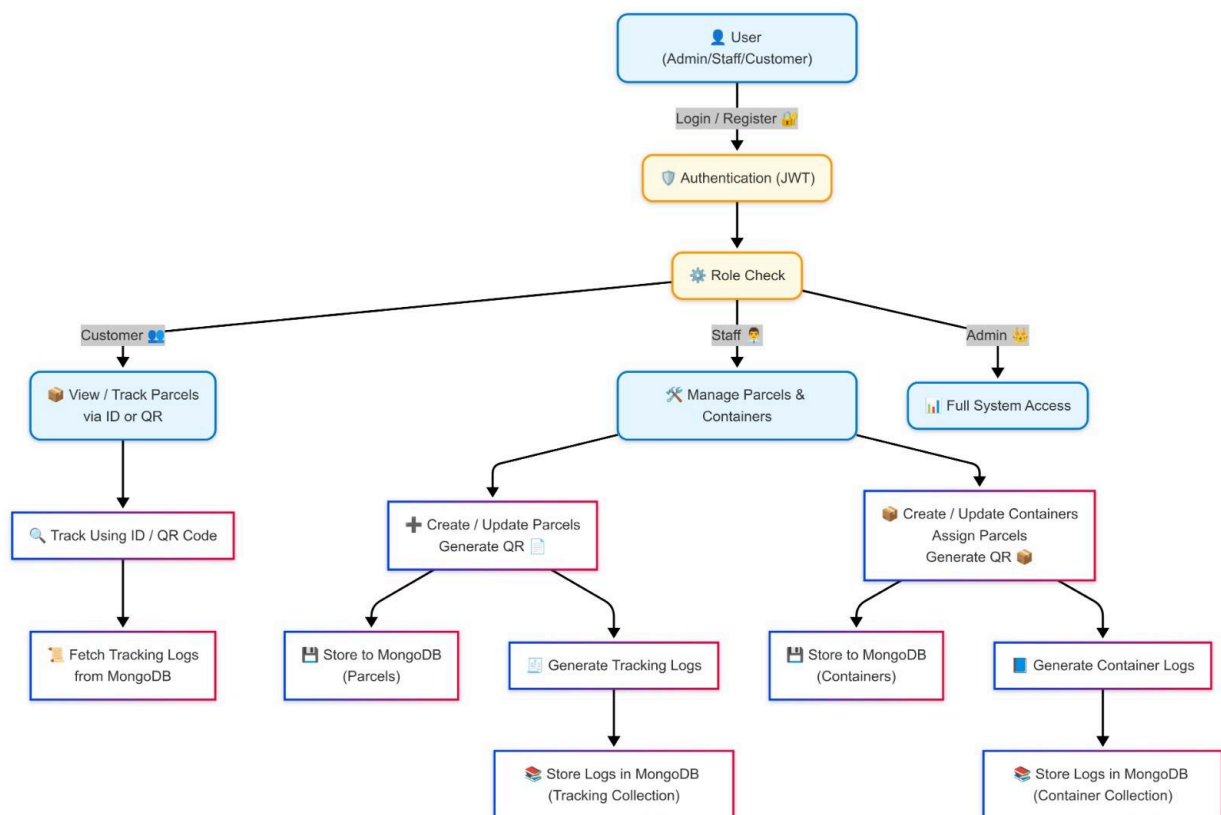 👤 User
(Admin/Staff/Customer)
Login / Register 🔐
🛡️ Authentication (JWT)
⚙️ Role Check
Customer 👥
Staff 👨‍💼
Admin 👑
📦 View / Track Parcels
via ID or QR
🛠️ Manage Parcels &
Containers
📊 Full System Access
🔍 Track Using ID / QR Code
➕ Create / Update Parcels
Generate QR 📄
📦 Create / Update Containers
Assign Parcels
Generate QR 📦
📜 Fetch Tracking Logs
from MongoDB
💾 Store to MongoDB
(Parcels)
🧾 Generate Tracking Logs
💾 Store to MongoDB
(Containers)
📘 Generate Container Logs
📚 Store Logs in MongoDB
(Tracking Collection)
📚 Store Logs in MongoDB
(Container Collection)